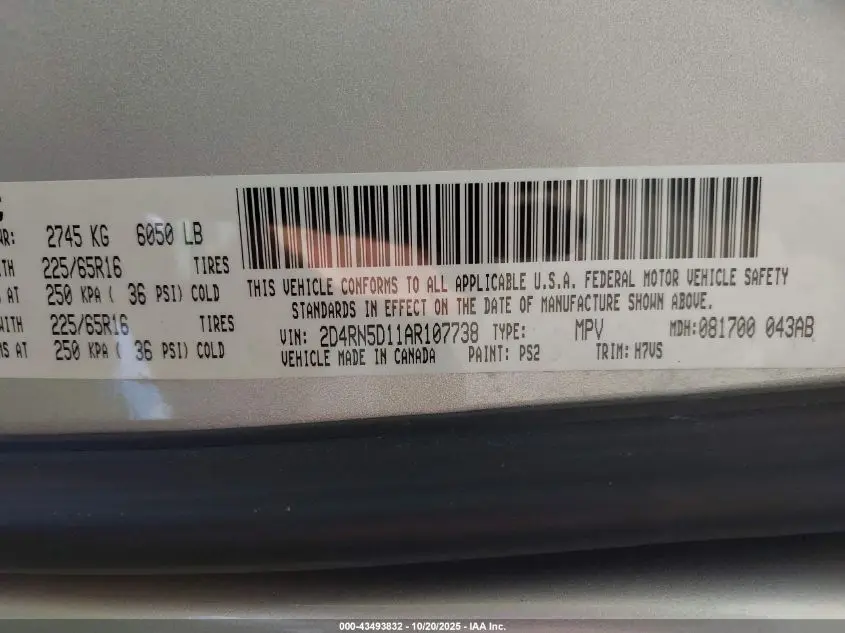 WR: 2745 KG 6050 LB
225/65R16 TIRES
AT 250 KPA ( 36 PSI) COLD
WITH 225/65R16 TIRES
MS AT 250 KPA ( 36 PSI) COLD
THIS VEHICLE CONFORMS TO ALL APPLICABLE U.S.A. FEDERAL MOTOR VEHICLE SAFETY
STANDARDS IN EFFECT ON THE DATE OF MANUFACTURE SHOWN ABOVE.
VIN: 2D4RN5D11AR107738 TYPE: MPV MDH:081700 043AB
VEHICLE MADE IN CANADA PAINT: PS2 TRIM: H7VS
000-43493832 - 10/20/2025 - IAA Inc.